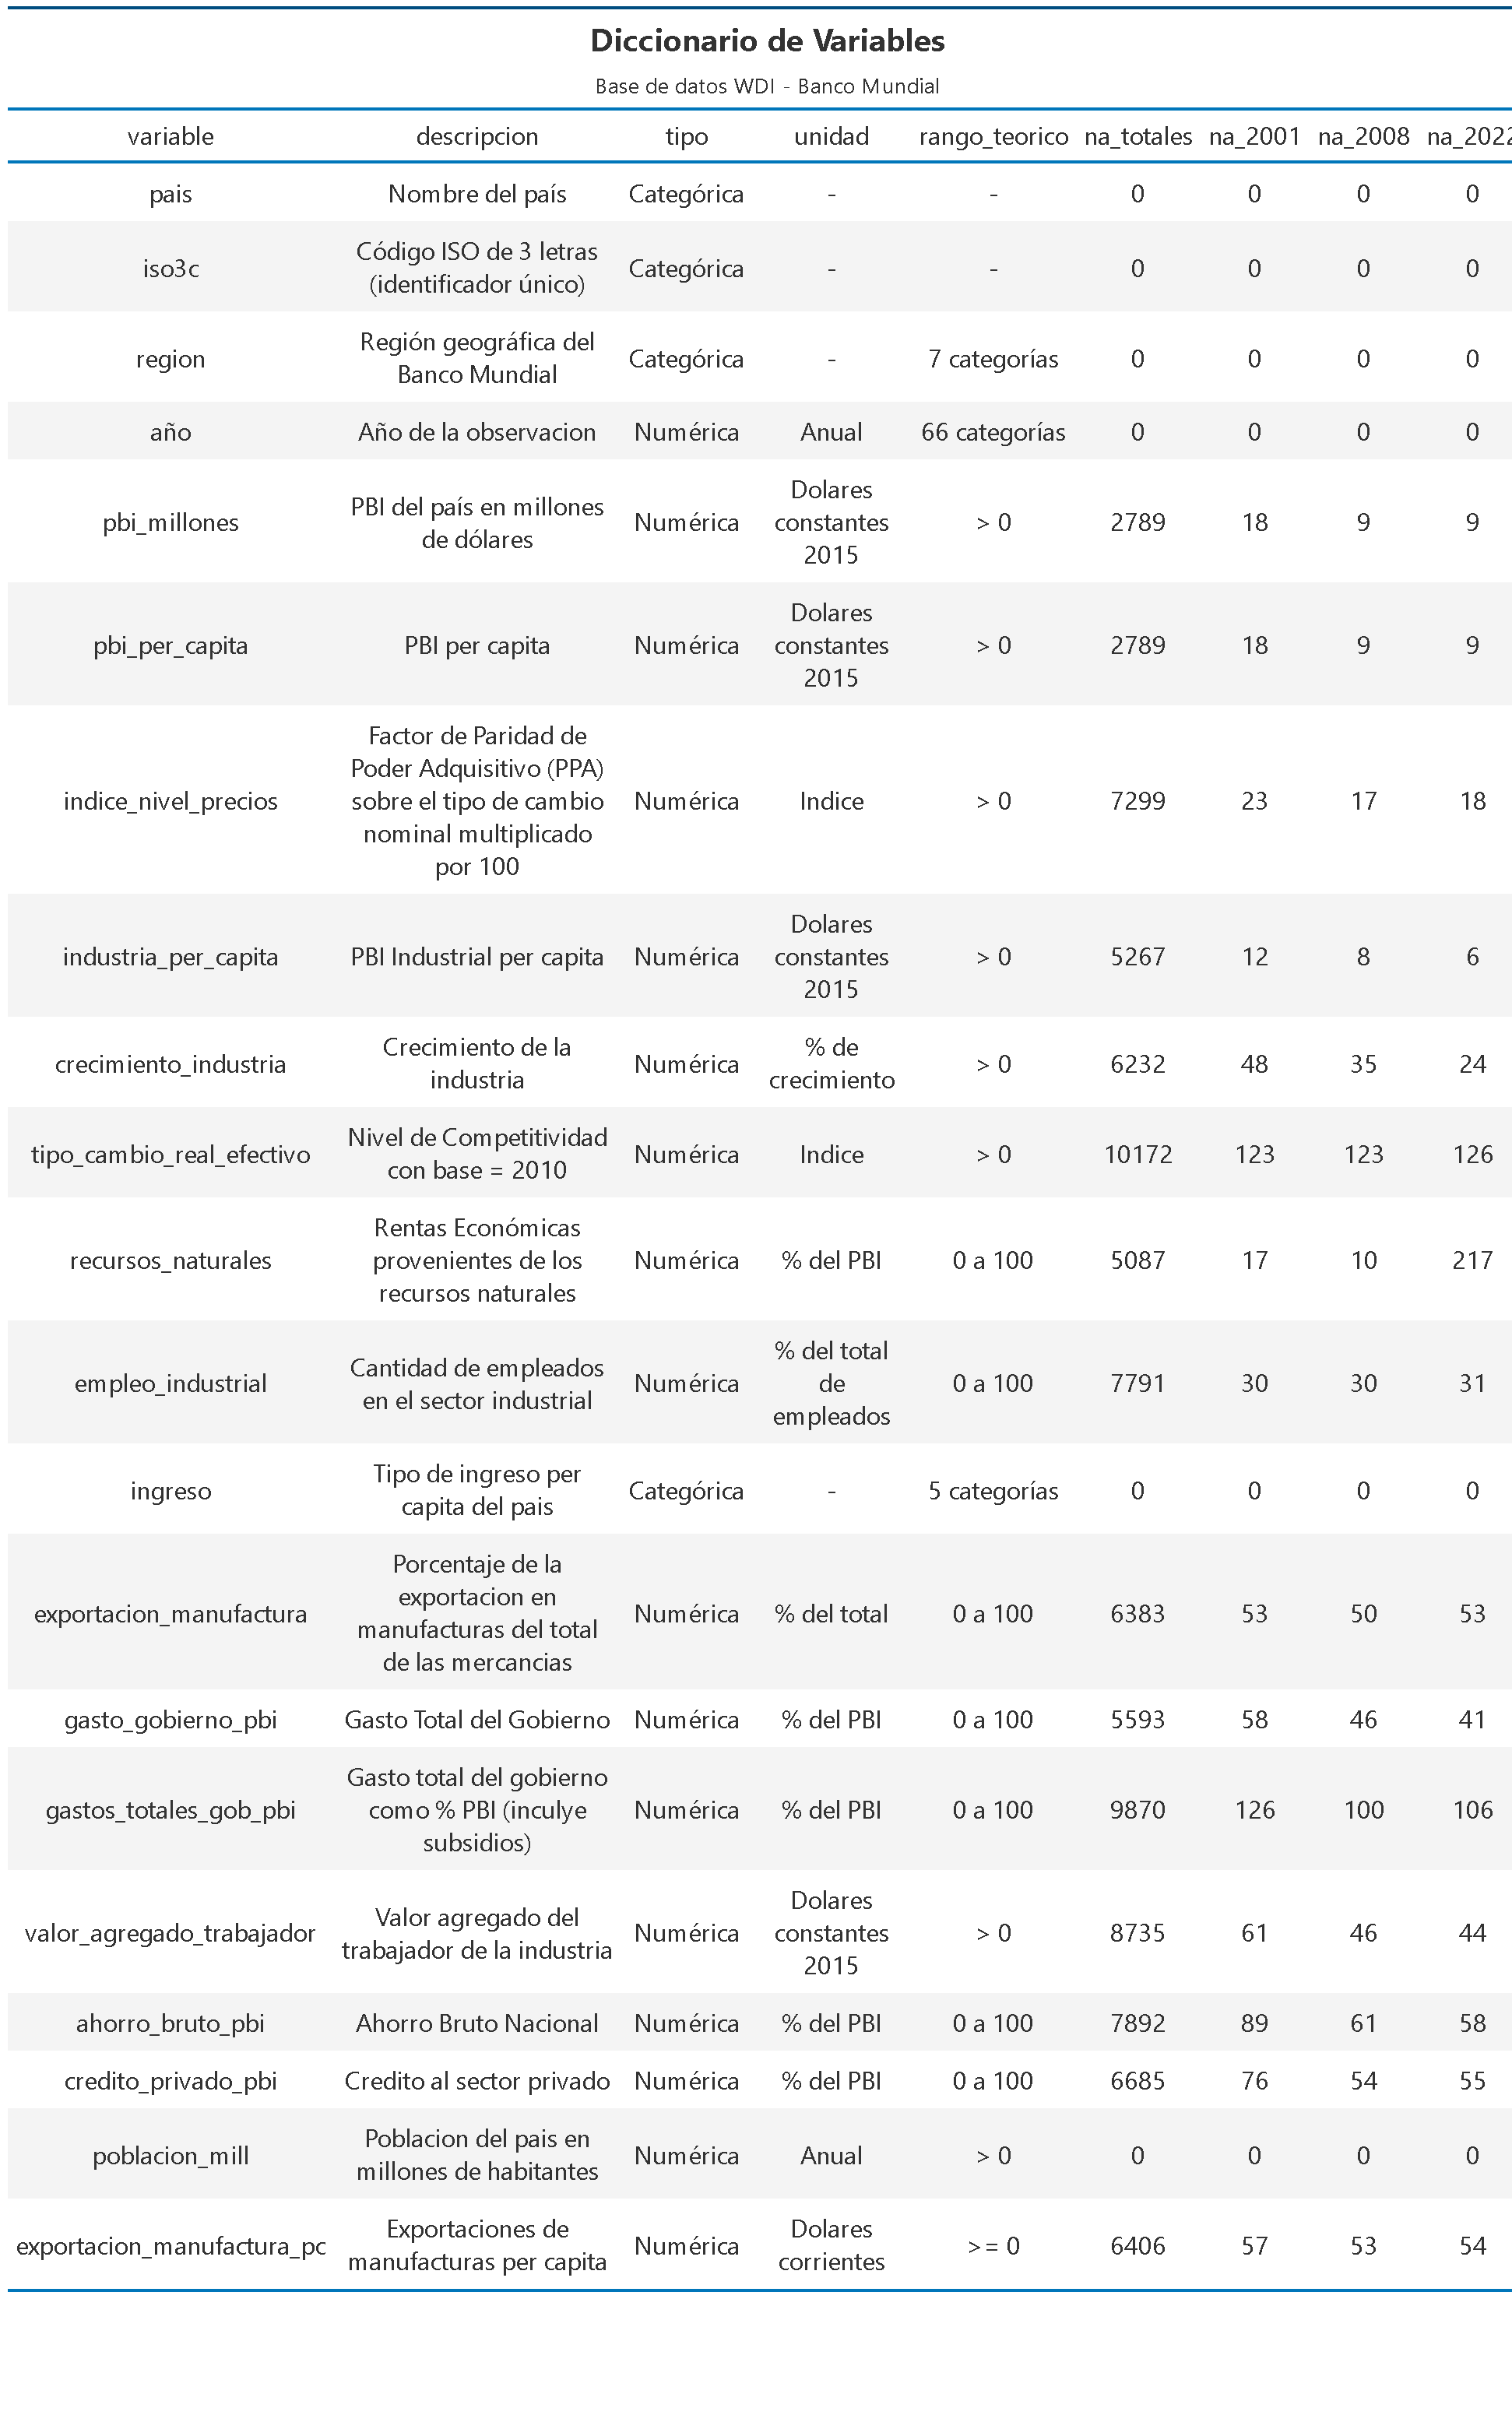 Diccionario de Variables
Base de datos WDI - Banco Mundial
variable descripcion tipo unidad rango_teorico na_totales na_2001 na_2008 na_2022
pais Nombre del país Categórica - - 0 0 0 0
iso3c Código ISO de 3 letras (identificador único) Categórica - - 0 0 0 0
region Región geográfica del Banco Mundial Categórica - 7 categorías 0 0 0 0
año Año de la observacion Numérica Anual 66 categorías 0 0 0 0
pbi_millones PBI del país en millones de dólares Numérica Dolares constantes 2015 > 0 2789 18 9 9
pbi_per_capita PBI per capita Numérica Dolares constantes 2015 > 0 2789 18 9 9
indice_nivel_precios Factor de Paridad de Poder Adquisitivo (PPA) sobre el tipo de cambio nominal multiplicado por 100 Numérica Indice > 0 7299 23 17 18
industria_per_capita PBI Industrial per capita Numérica Dolares constantes 2015 > 0 5267 12 8 6
crecimiento_industria Crecimiento de la industria Numérica % de crecimiento > 0 6232 48 35 24
tipo_cambio_real_efectivo Nivel de Competitividad con base = 2010 Numérica Indice > 0 10172 123 123 126
recursos_naturales Rentas Económicas provenientes de los recursos naturales Numérica % del PBI 0 a 100 5087 17 10 217
empleo_industrial Cantidad de empleados en el sector industrial Numérica % del total de empleados 0 a 100 7791 30 30 31
ingreso Tipo de ingreso per capita del pais Categórica - 5 categorías 0 0 0 0
exportacion_manufactura Porcentaje de la exportacion en manufacturas del total de las mercancias Numérica % del total 0 a 100 6383 53 50 53
gasto_gobierno_pbi Gasto Total del Gobierno Numérica % del PBI 0 a 100 5593 58 46 41
gastos_totales_gob_pbi Gasto total del gobierno como % PBI (inculye subsidios) Numérica % del PBI 0 a 100 9870 126 100 106
valor_agregado_trabajador Valor agregado del trabajador de la industria Numérica Dolares constantes 2015 > 0 8735 61 46 44
ahorro_bruto_pbi Ahorro Bruto Nacional Numérica % del PBI 0 a 100 7892 89 61 58
credito_privado_pbi Credito al sector privado Numérica % del PBI 0 a 100 6685 76 54 55
poblacion_mill Poblacion del pais en millones de habitantes Numérica Anual > 0 0 0 0 0
exportacion_manufactura_pc Exportaciones de manufacturas per capita Numérica Dolares corrientes >= 0 6406 57 53 54